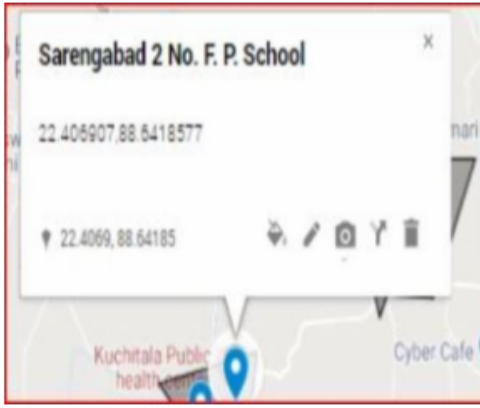 Sarengabad 2 No. F. P. School
22.406907,88.6418577
22.4069, 88.64185
Kuchitala Public
health
Cyber Cafe